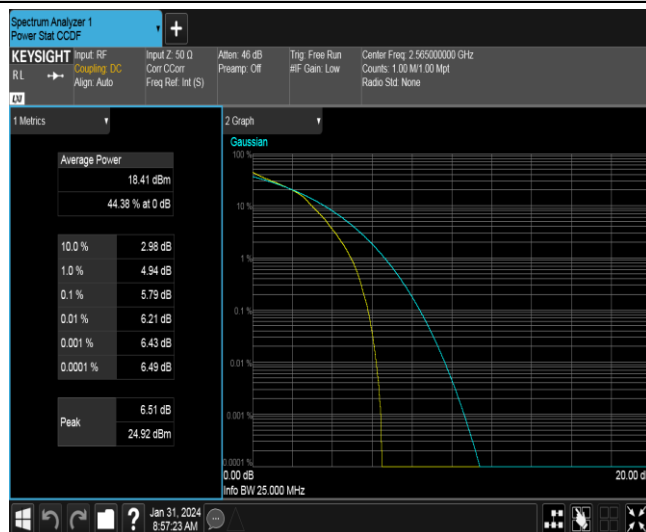 Spectrum Analyzer 1
Power Stat CCDF
+
KEYSIGHT
RL
LXI
Input: RF
Coupling: DC
Align: Auto
Input Z: 50 Ω
Corr CCorr
Freq Ref: Int (S)
Atten: 46 dB
Preamp: Off
Trig: Free Run
#IF Gain: Low
Center Freq: 2.565000000 GHz
Counts: 1.00 M/1.00 Mpt
Radio Std: None
1 Metrics
Average Power
18.41 dBm
44.38 % at 0 dB
10.0 % 2.98 dB
1.0 % 4.94 dB
0.1 % 5.79 dB
0.01 % 6.21 dB
0.001 % 6.43 dB
0.0001 % 6.49 dB
Peak 6.51 dB
24.92 dBm
2 Graph
Gaussian
100 %
10 %
1 %
0.1 %
0.01 %
0.001 %
0.0001 %
0.00 dB
20.00 d
Info BW 25.000 MHz
?
Jan 31, 2024
8:57:23 AM